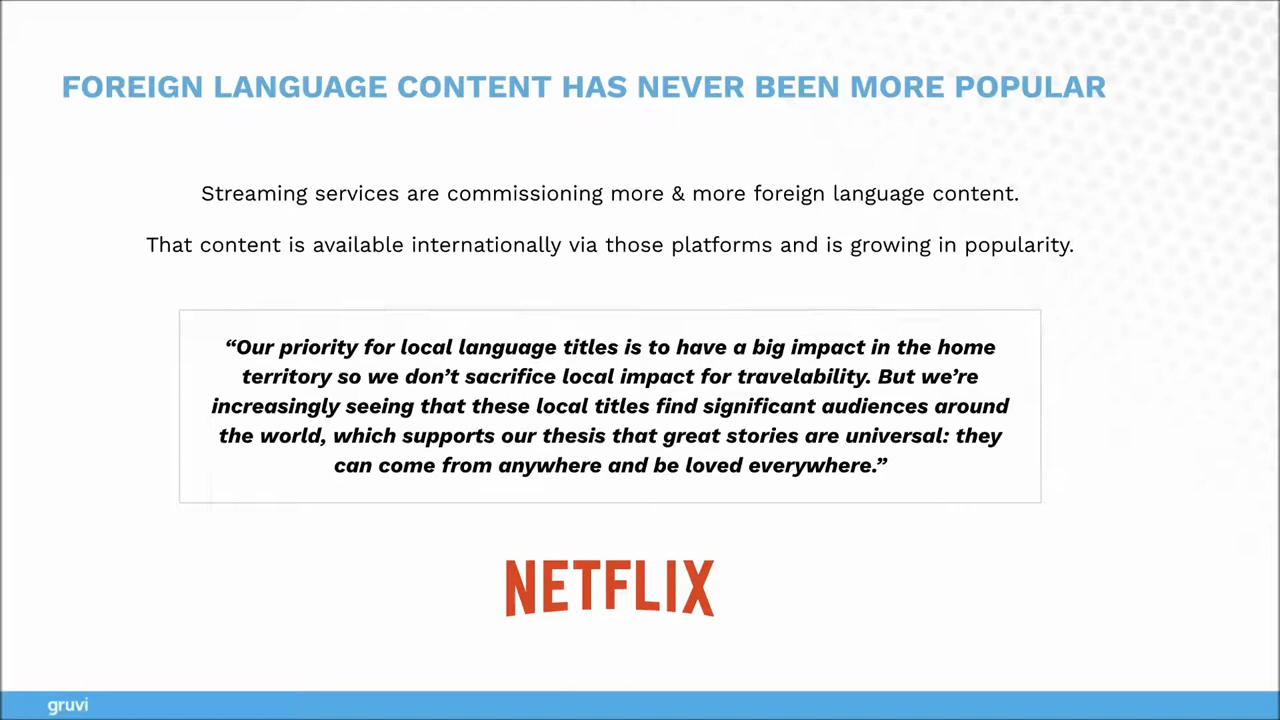 FOREIGN LANGUAGE CONTENT HAS NEVER BEEN MORE POPULAR
Streaming services are commissioning more & more foreign language content.
That content is available internationally via those platforms and is growing in popularity.
“Our priority for local language titles is to have a big impact in the home
territory so we don’t sacrifice local impact for travelability. But we’re
increasingly seeing that these local titles find significant audiences around
the world, which supports our thesis that great stories are universal: they
can come from anywhere and be loved everywhere.”
NETFLIX
gruvi